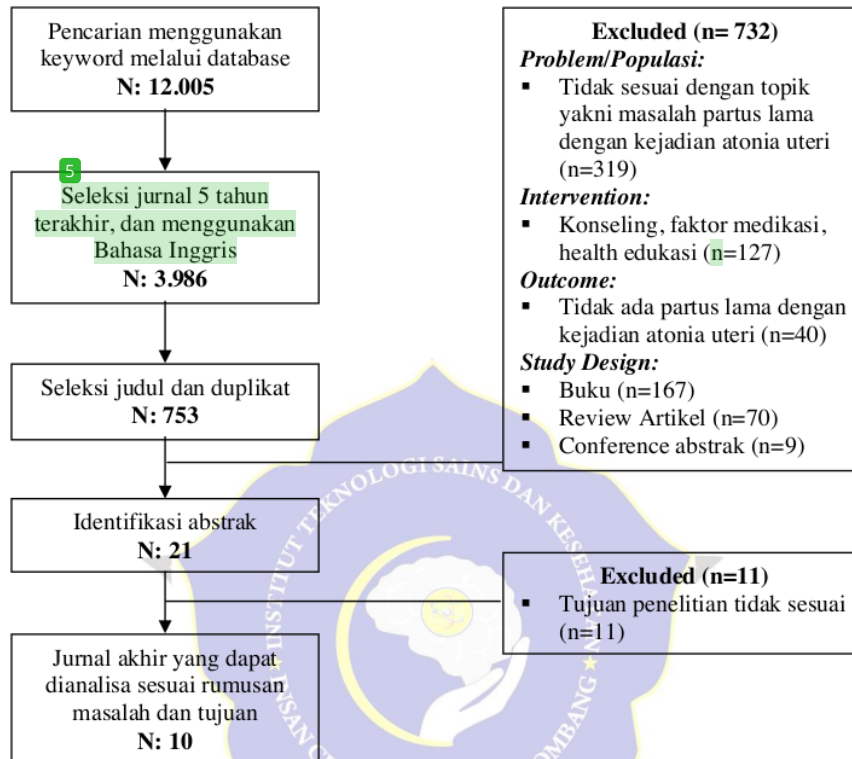 Pencarian menggunakan
keyword melalui database
N: 12.005
5
Seleksi jurnal 5 tahun
terakhir, dan menggunakan
Bahasa Inggris
N: 3.986
Seleksi judul dan duplikat
N: 753
Excluded (n= 732)
Problem/Populasi:
▪ Tidak sesuai dengan topik
yakni masalah partus lama
dengan kejadian atonia uteri
(n=319)
Intervention:
▪ Konseling, faktor medikasi,
health edukasi (n=127)
Outcome:
▪ Tidak ada partus lama dengan
kejadian atonia uteri (n=40)
Study Design:
▪ Buku (n=167)
▪ Review Artikel (n=70)
▪ Conference abstrak (n=9)
Identifikasi abstrak
N: 21
Excluded (n=11)
▪ Tujuan penelitian tidak sesuai
(n=11)
Jurnal akhir yang dapat
dianalisa sesuai rumusan
masalah dan tujuan
N: 10
INSTITUT TEKNOLOGI SAINS DAN
INSAN